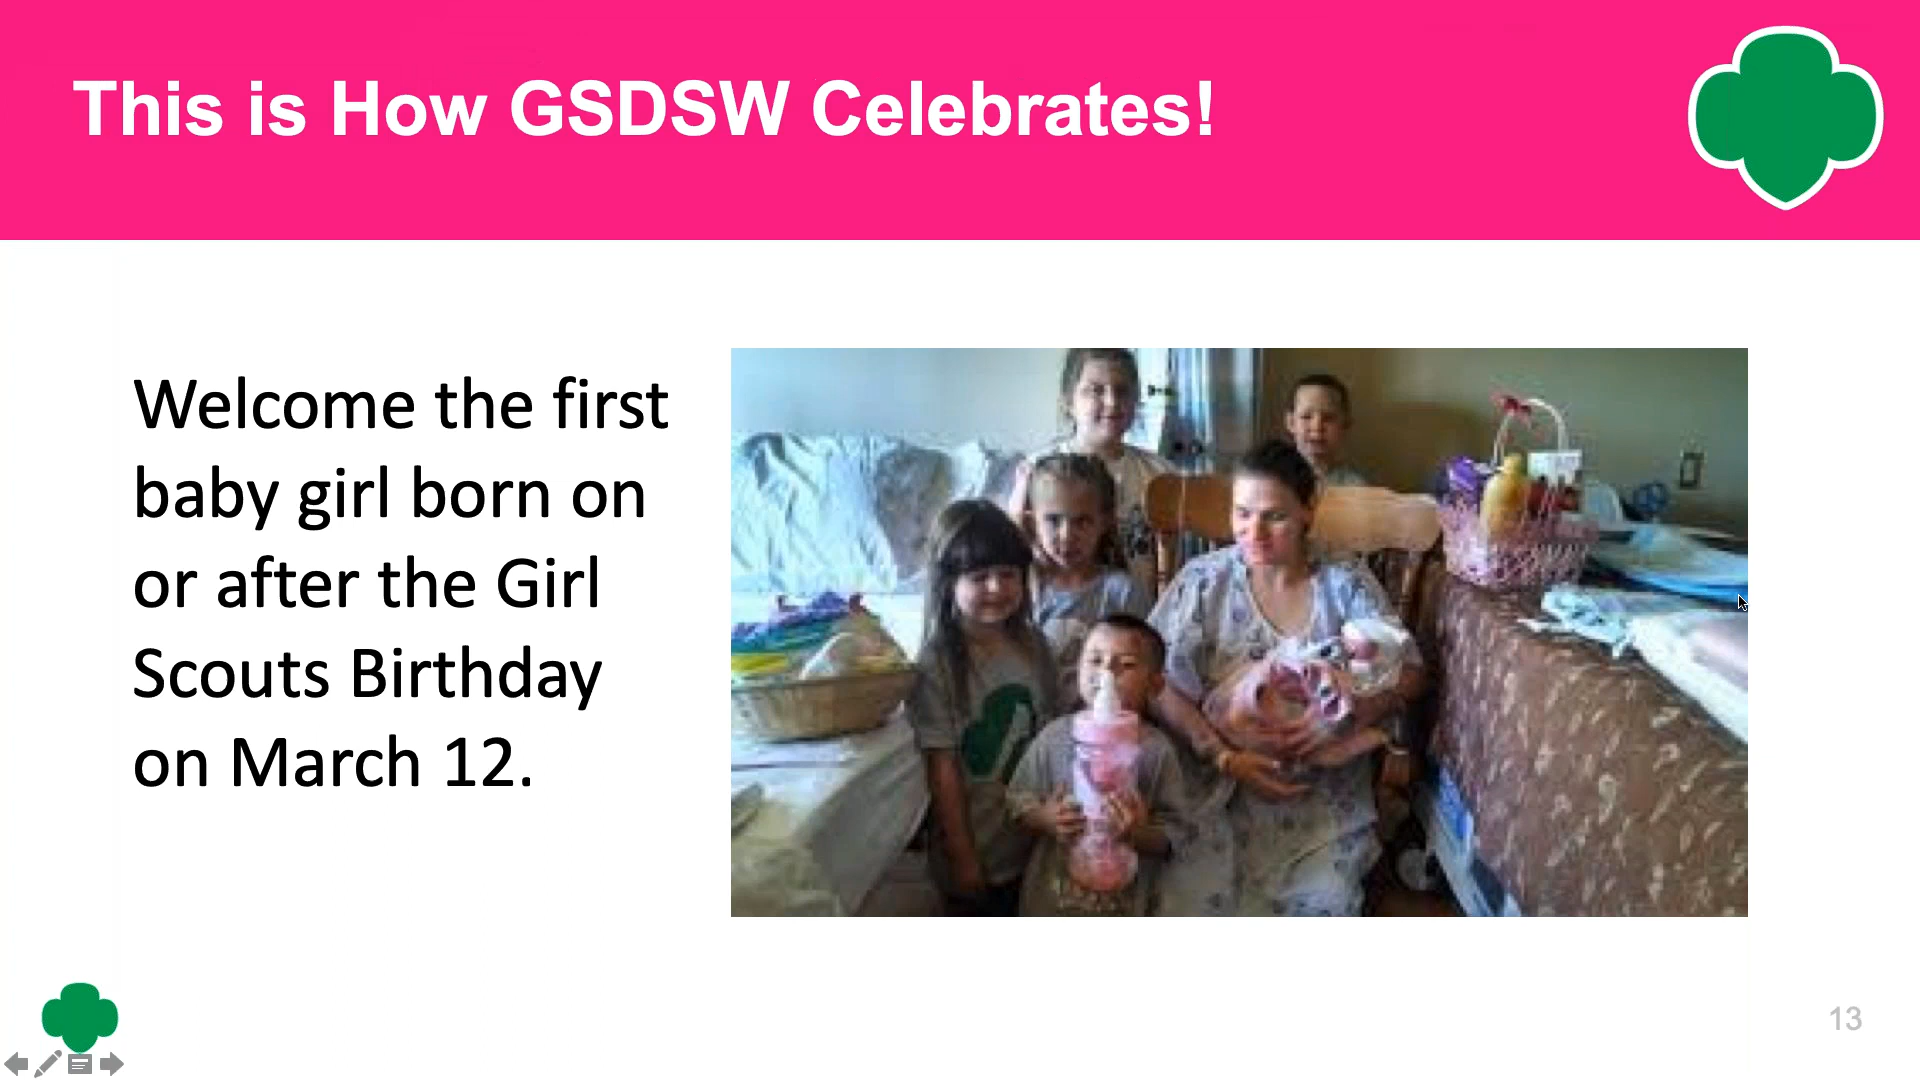 This is How GSDSW Celebrates!
Welcome the first
baby girl born on
or after the Girl
Scouts Birthday
on March 12.
13